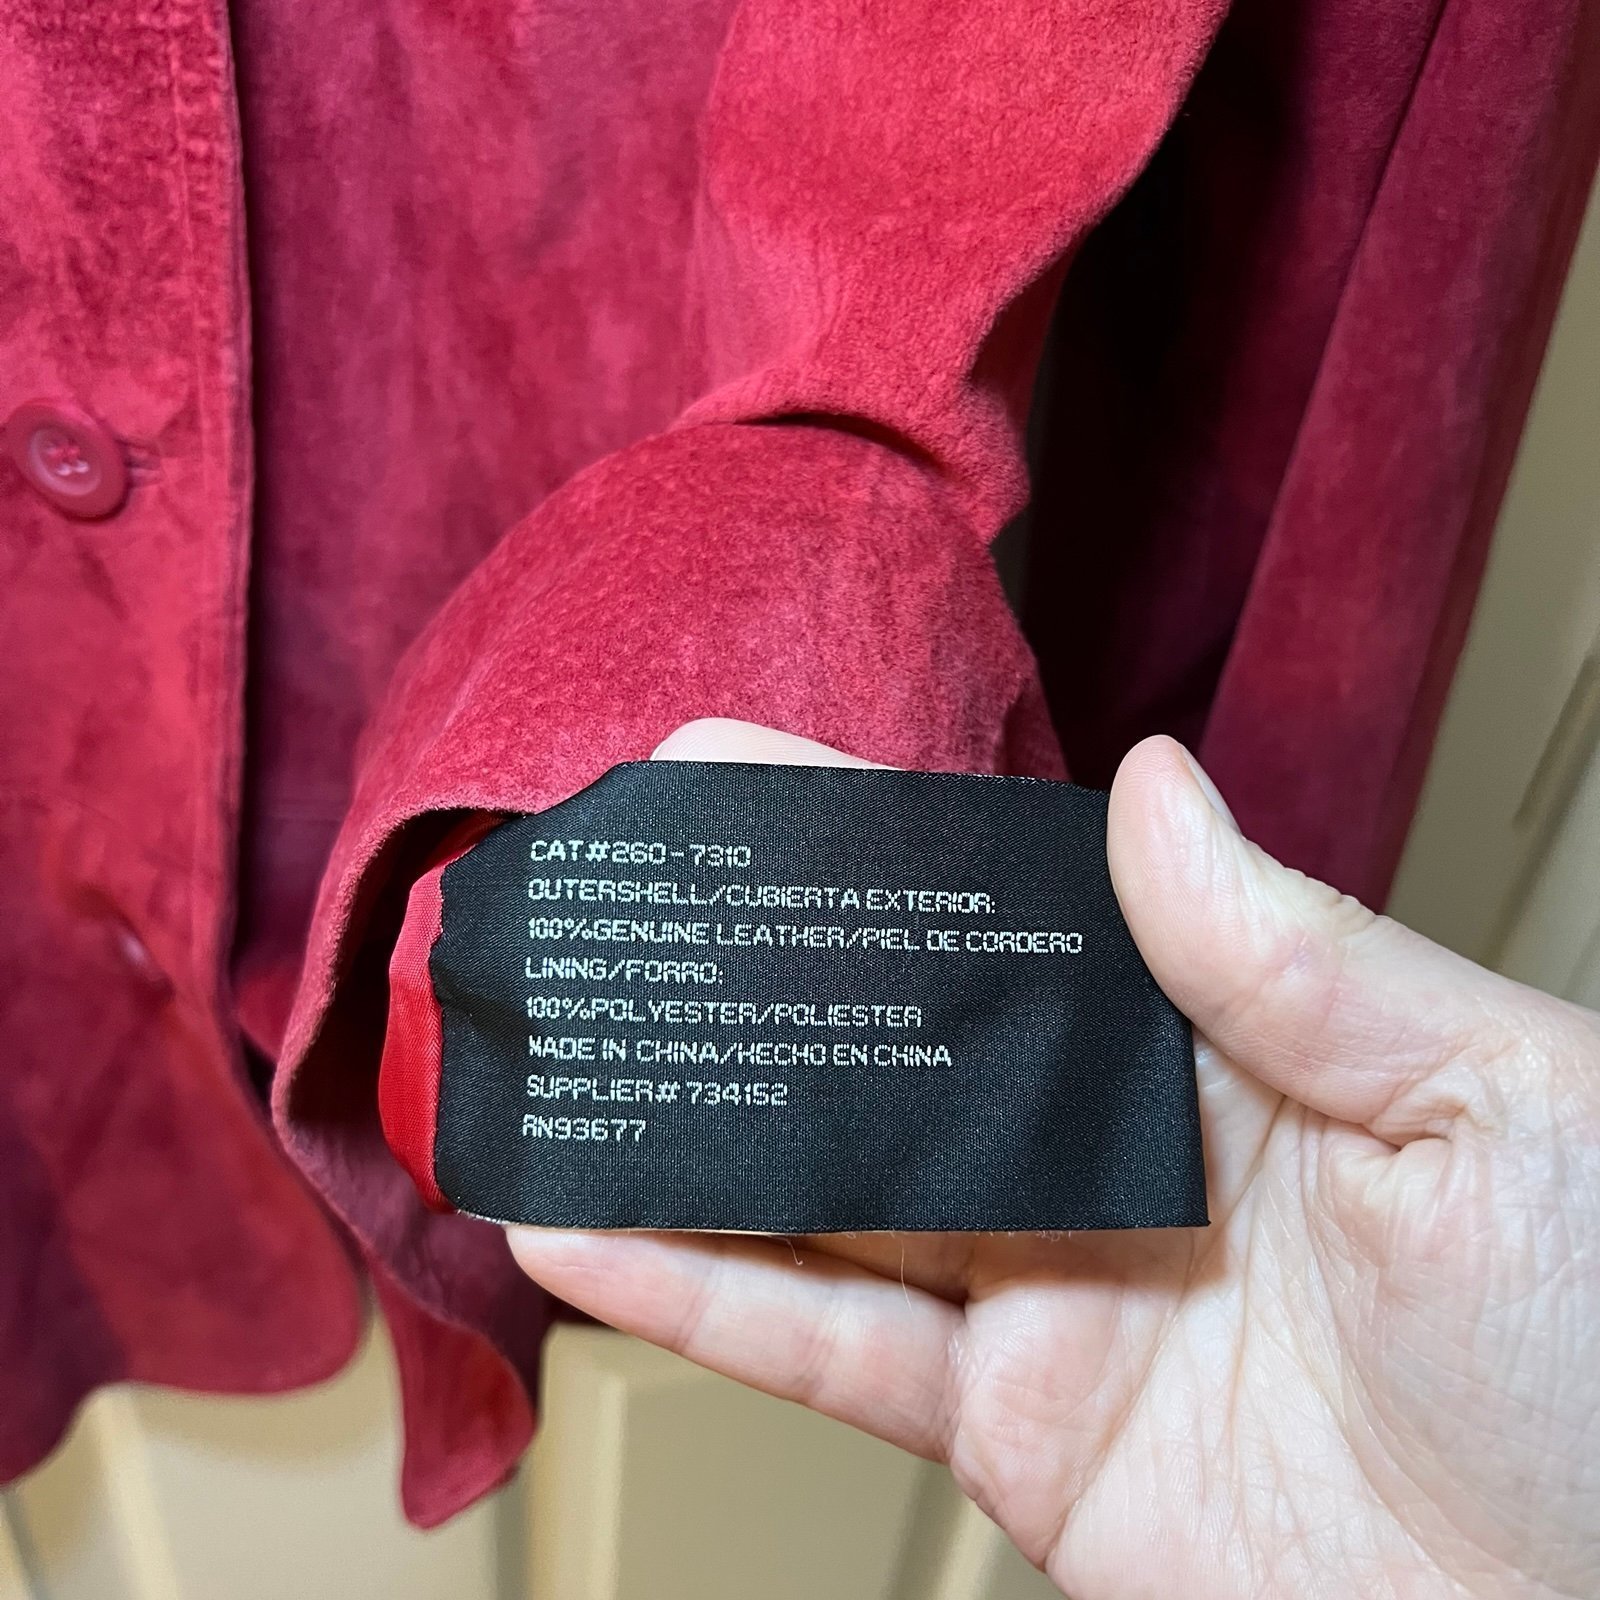 CAT#260-7910
OUTERSHELL/CUBIERTA EXTERIOR:
100%GENUINE LEATHER/PIEL DE CORDERO
LINING/FORRO:
100%POLYESTER/POLIESTER
MADE IN CHINA/HECHO EN CHINA
SUPPLIER# 734152
RN93677